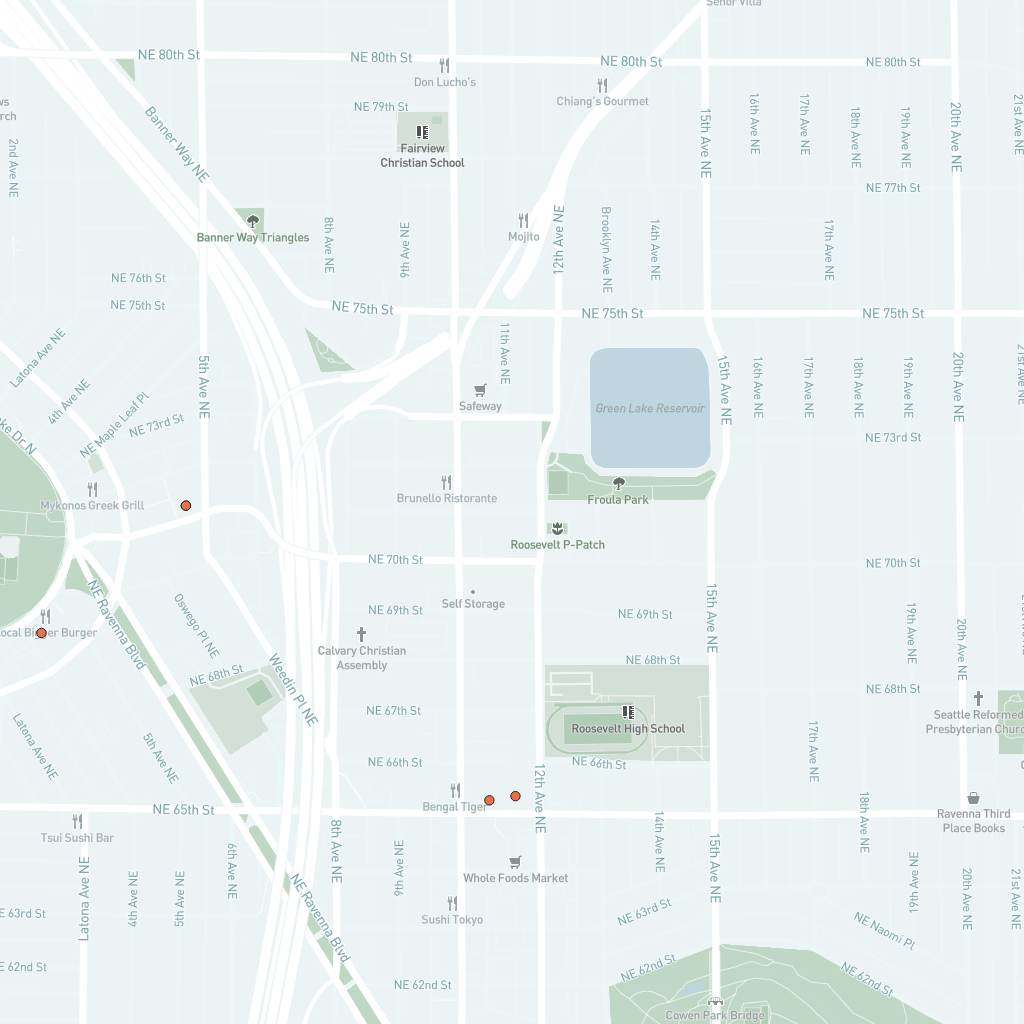 Señor Villa
NE 80th St
NE 80th St
NE 80th St
NE 80th St
Don Lucho's
Chiang's Gourmet
ws
rch
NE 79th St
Banner Way NE
15th Ave NE
16th Ave NE
17th Ave NE
18th Ave NE
19th Ave NE
20th Ave NE
21st Ave NE
2nd Ave NE
Fairview
Christian School
NE 77th St
Banner Way Triangles
8th Ave NE
9th Ave NE
Mojito
12th Ave NE
Brooklyn Ave NE
14th Ave NE
17th Ave NE
NE 76th St
NE 75th St
NE 75th St
NE 75th St
NE 75th St
Latona Ave NE
4th Ave NE
5th Ave NE
11th Ave NE
15th Ave NE
16th Ave NE
17th Ave NE
18th Ave NE
19th Ave NE
20th Ave NE
21st Ave NE
Safeway
Green Lake Reservoir
NE Maple Leaf Pl
NE 73rd St
NE 73rd St
ke Dr N
Mykonos Greek Grill
Brunello Ristorante
Froula Park
Roosevelt P-Patch
NE 70th St
NE 70th St
NE Ravenna Blvd
Self Storage
NE 69th St
NE 69th St
Oswego Pl NE
15th Ave NE
19th Ave NE
20th Ave NE
ocal Bigger Burger
Calvary Christian
Assembly
NE 68th St
NE 68th St
NE 68th St
Weedin Pl NE
NE 67th St
Roosevelt High School
Seattle Reformed
Presbyterian Churc
Latona Ave NE
5th Ave NE
17th Ave NE
NE 66th St
NE 66th St
12th Ave NE
NE 65th St
Bengal Tiger
Tsui Sushi Bar
Ravenna Third
Place Books
8th Ave NE
14th Ave NE
15th Ave NE
18th Ave NE
Latona Ave NE
4th Ave NE
5th Ave NE
6th Ave NE
9th Ave NE
Whole Foods Market
19th Ave NE
20th Ave NE
21st Ave NE
E 63rd St
NE Ravenna Blvd
Sushi Tokyo
NE 63rd St
NE Naomi Pl
E 62nd St
NE 62nd St
NE 62nd St
NE 62nd St
Cowen Park Bridge